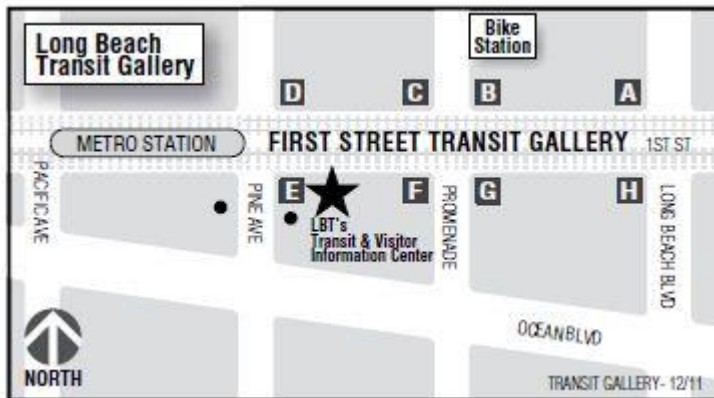 Long Beach
Transit Gallery
Bike
Station
D
C
B
A
METRO STATION
FIRST STREET TRANSIT GALLERY
1ST ST
PACIFIC AVE
PINE AVE
E
F
PROMENADE
G
H
LONG BEACH BLVD
LBT's
Transit & Visitor
Information Center
OCEAN BLVD
NORTH
TRANSIT GALLERY- 12/11